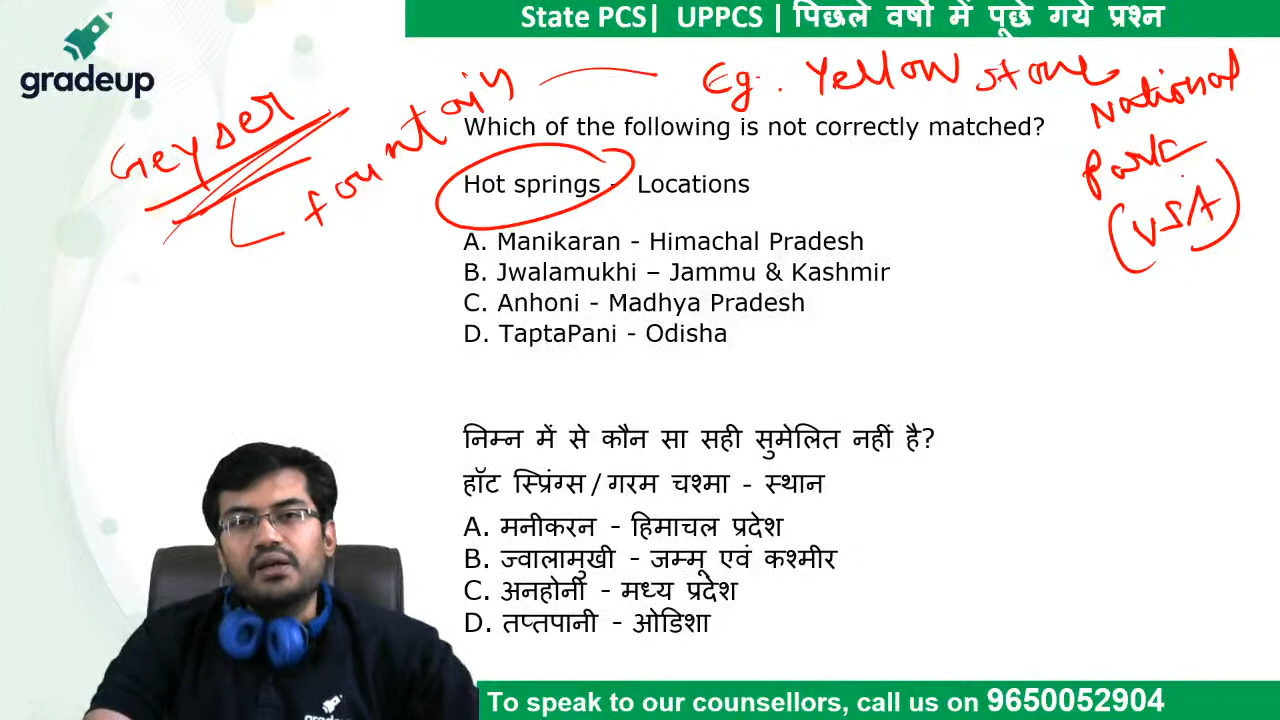 State PCS| UPPCS | पिछले वर्षो में पूछे गये प्रश्न
gradeup
Geyser
fountain
Eg. Yellow stone
National
Park
(USA)
Which of the following is not correctly matched?
Hot springs - Locations
A. Manikaran - Himachal Pradesh
B. Jwalamukhi – Jammu & Kashmir
C. Anhoni - Madhya Pradesh
D. TaptaPani - Odisha
निम्न में से कौन सा सही सुमेलित नहीं है?
हॉट स्प्रिंग्स / गरम चश्मा - स्थान
A. मनीकरन - हिमाचल प्रदेश
B. ज्वालामुखी - जम्मू एवं कश्मीर
C. अनहोनी - मध्य प्रदेश
D. तप्तपानी - ओडिशा
gradeup
To speak to our counsellors, call us on 9650052904